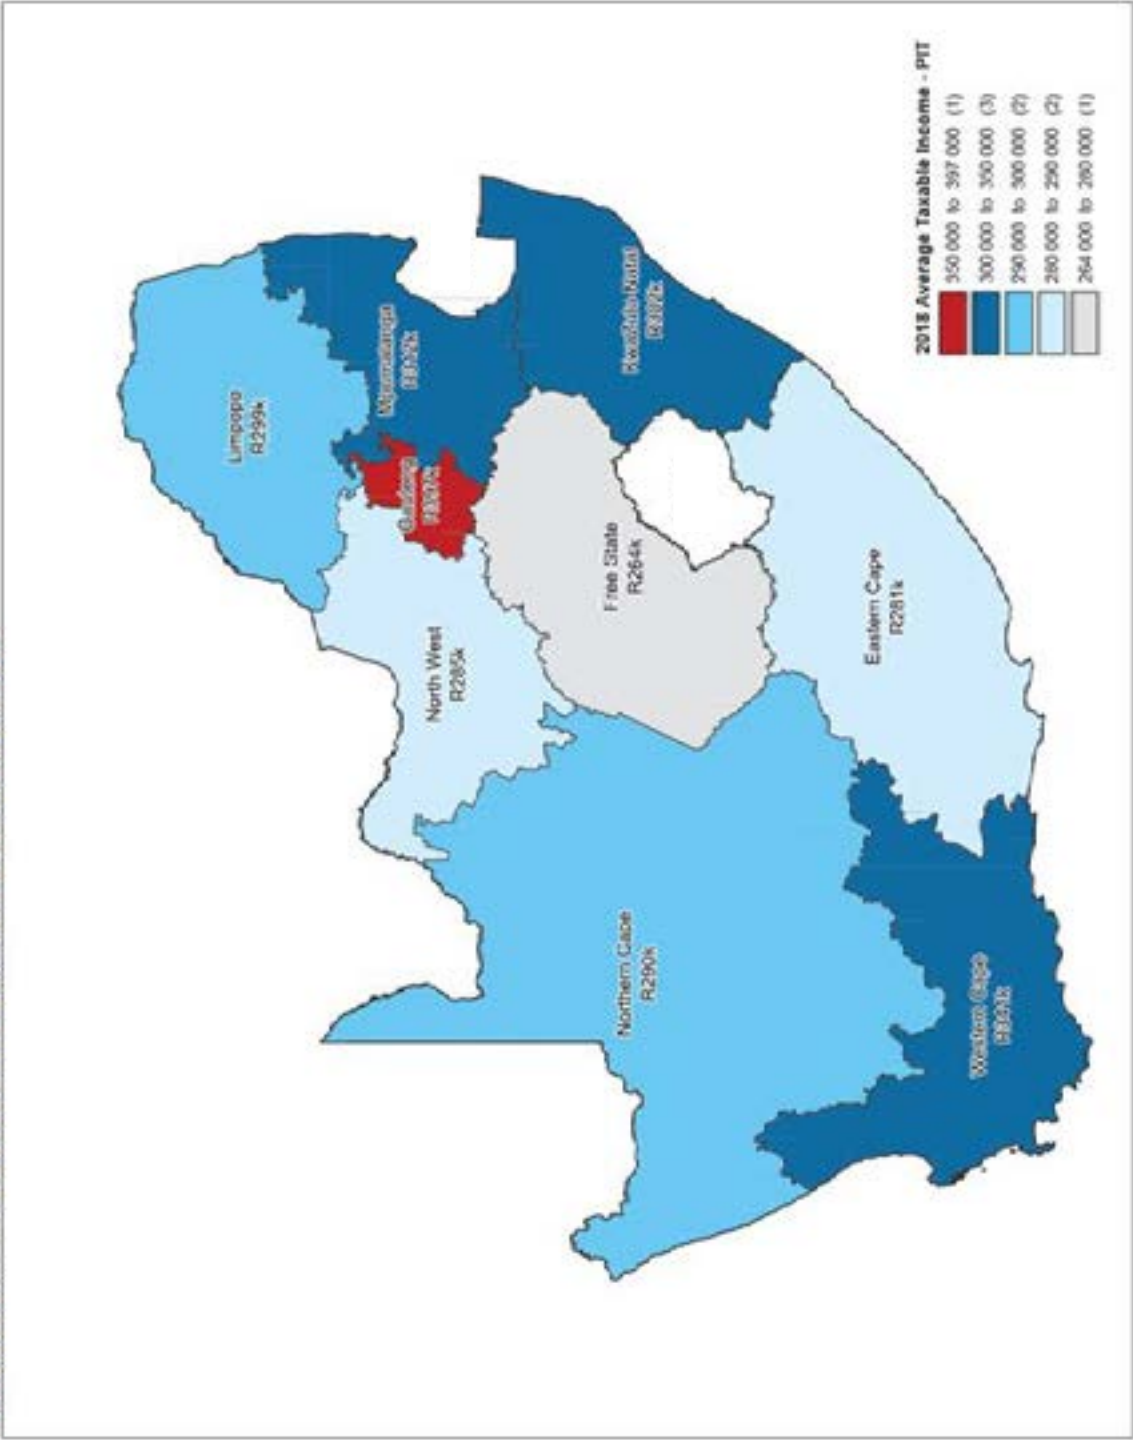 Limpopo
R299k
Mpumalanga
Gauteng
R397k
North West
R285k
KwaZulu-Natal
Free State
R264k
Northern Cape
R290k
Eastern Cape
R281k
Western Cape
R341k
2018 Average Taxable Income - PIT
350 000 to 397 000 (1)
300 000 to 350 000 (3)
290 000 to 300 000 (2)
280 000 to 290 000 (2)
264 000 to 280 000 (1)